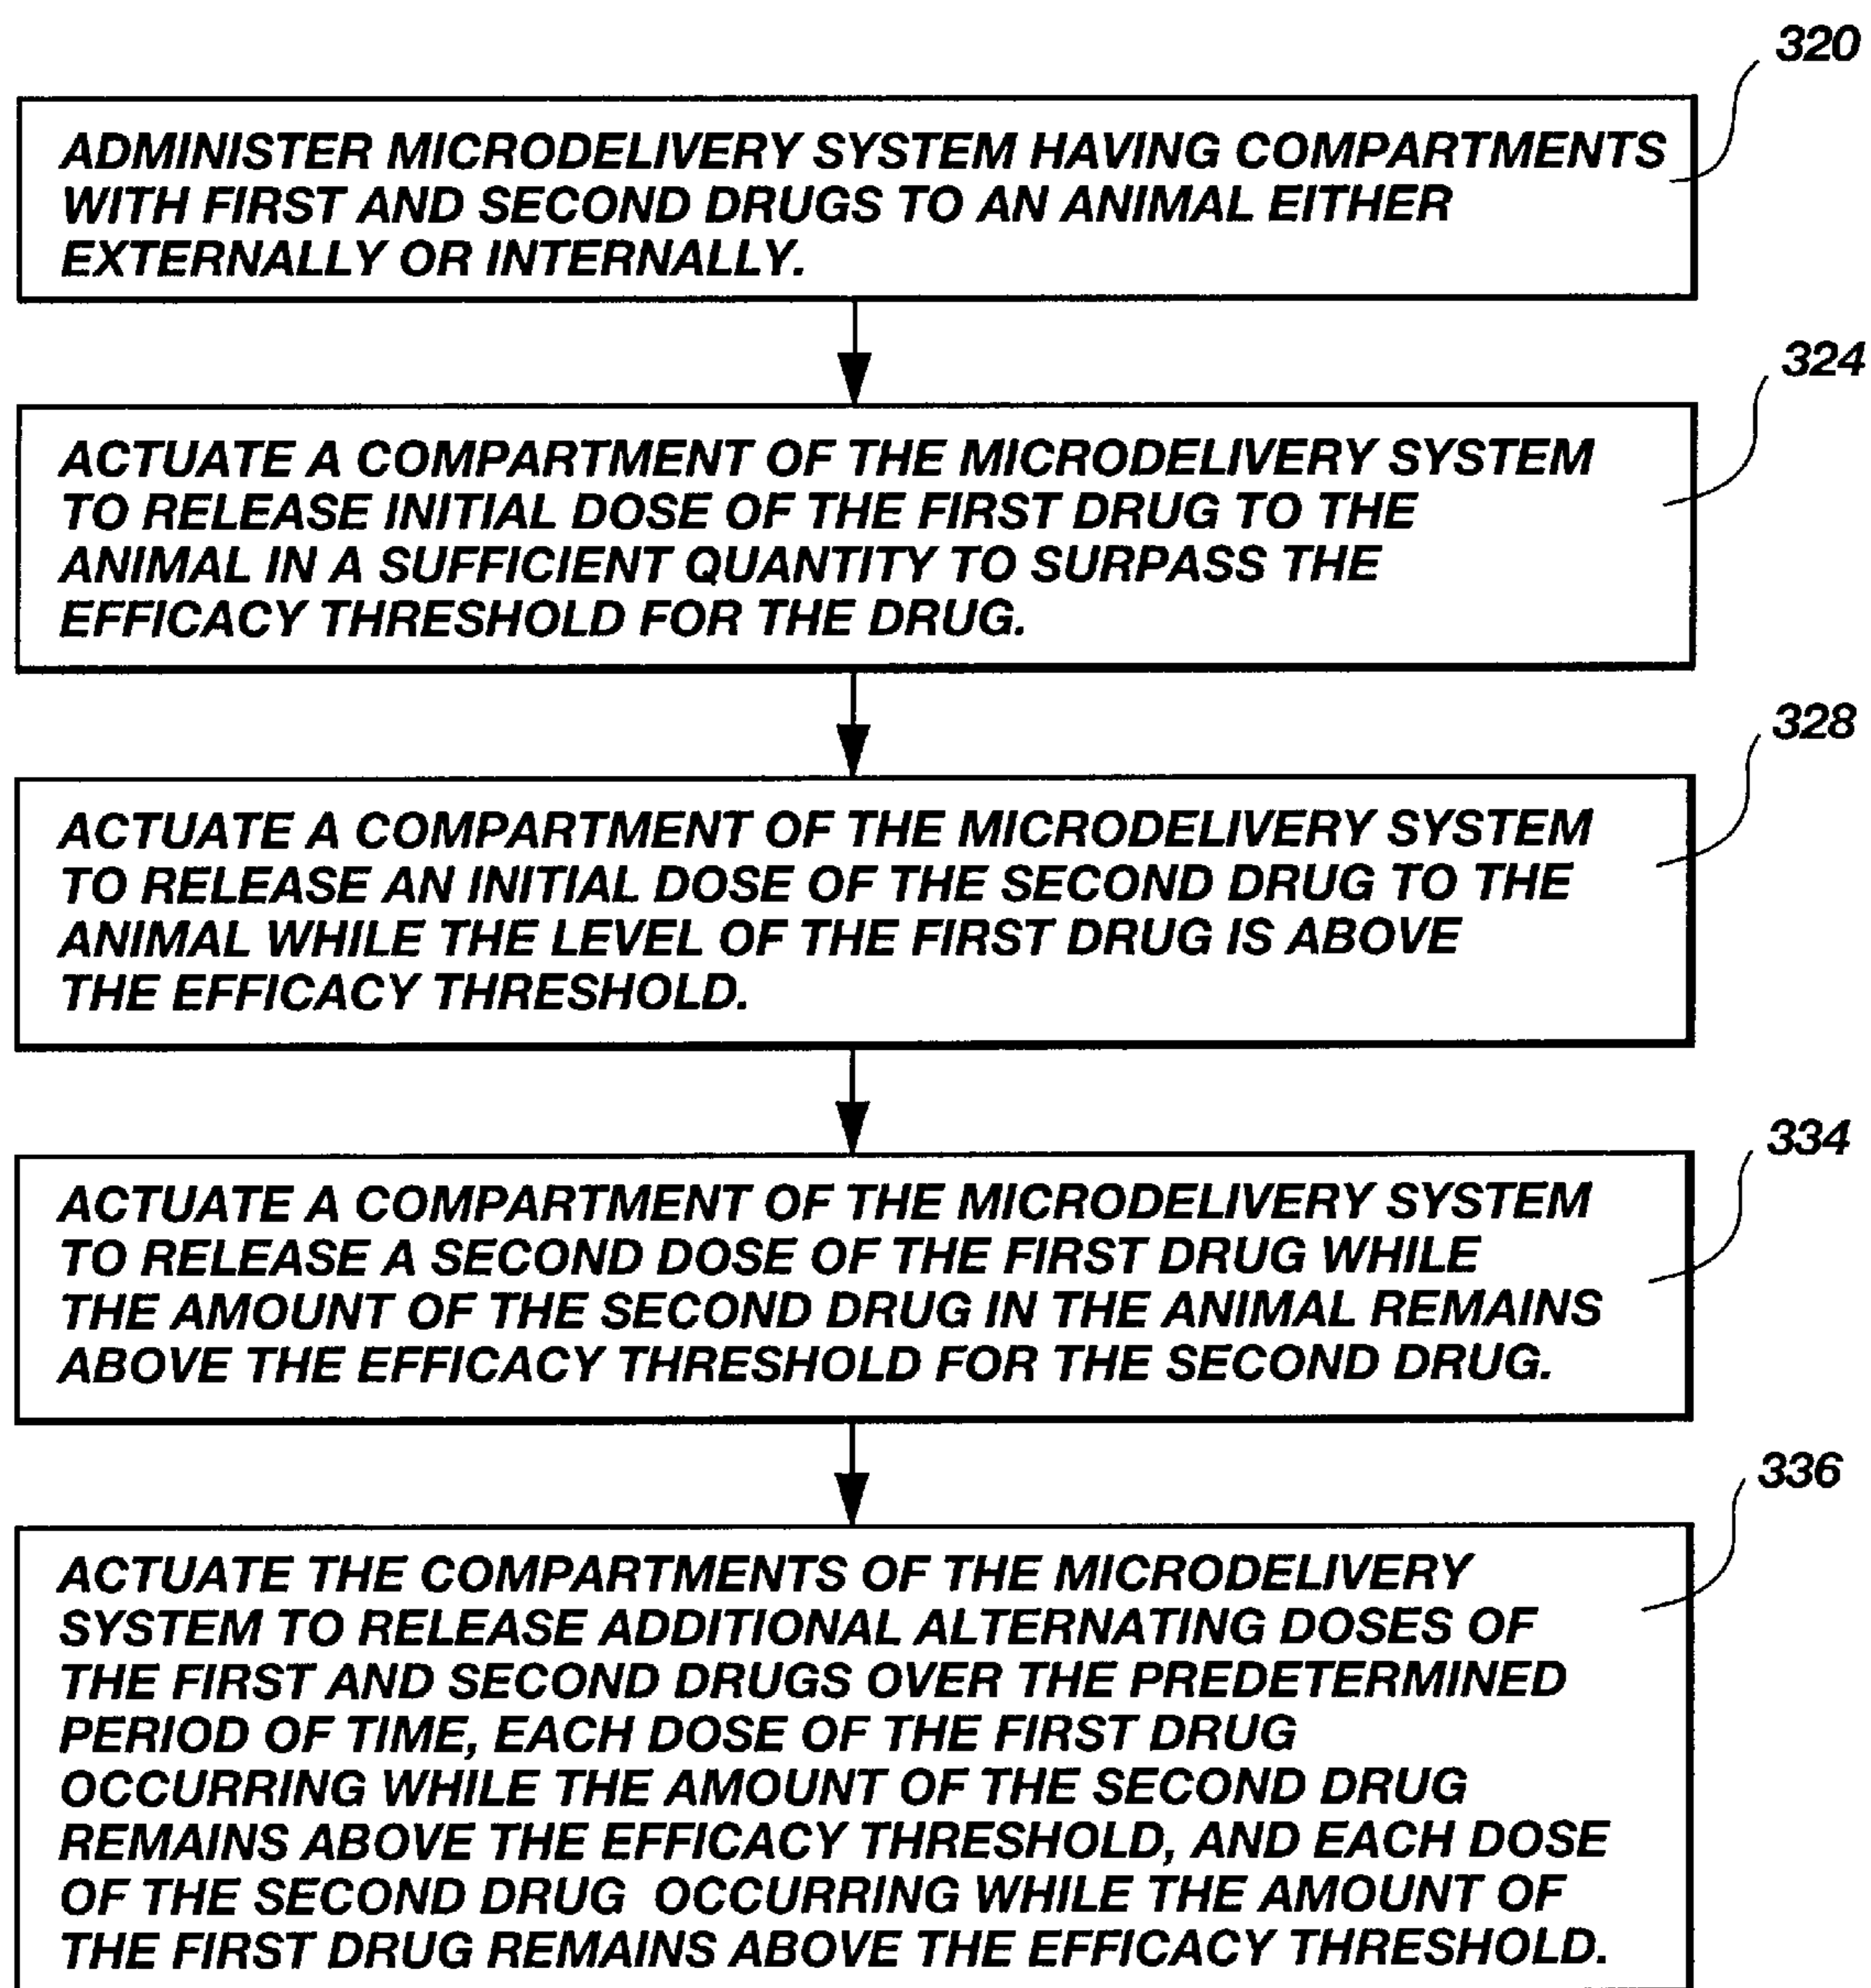 320
ADMINISTER MICRODELIVERY SYSTEM HAVING COMPARTMENTS
WITH FIRST AND SECOND DRUGS TO AN ANIMAL EITHER
EXTERNALLY OR INTERNALLY.
324
ACTUATE A COMPARTMENT OF THE MICRODELIVERY SYSTEM
TO RELEASE INITIAL DOSE OF THE FIRST DRUG TO THE
ANIMAL IN A SUFFICIENT QUANTITY TO SURPASS THE
EFFICACY THRESHOLD FOR THE DRUG.
328
ACTUATE A COMPARTMENT OF THE MICRODELIVERY SYSTEM
TO RELEASE AN INITIAL DOSE OF THE SECOND DRUG TO THE
ANIMAL WHILE THE LEVEL OF THE FIRST DRUG IS ABOVE
THE EFFICACY THRESHOLD.
334
ACTUATE A COMPARTMENT OF THE MICRODELIVERY SYSTEM
TO RELEASE A SECOND DOSE OF THE FIRST DRUG WHILE
THE AMOUNT OF THE SECOND DRUG IN THE ANIMAL REMAINS
ABOVE THE EFFICACY THRESHOLD FOR THE SECOND DRUG.
336
ACTUATE THE COMPARTMENTS OF THE MICRODELIVERY
SYSTEM TO RELEASE ADDITIONAL ALTERNATING DOSES OF
THE FIRST AND SECOND DRUGS OVER THE PREDETERMINED
PERIOD OF TIME, EACH DOSE OF THE FIRST DRUG
OCCURRING WHILE THE AMOUNT OF THE SECOND DRUG
REMAINS ABOVE THE EFFICACY THRESHOLD, AND EACH DOSE
OF THE SECOND DRUG OCCURRING WHILE THE AMOUNT OF
THE FIRST DRUG REMAINS ABOVE THE EFFICACY THRESHOLD.